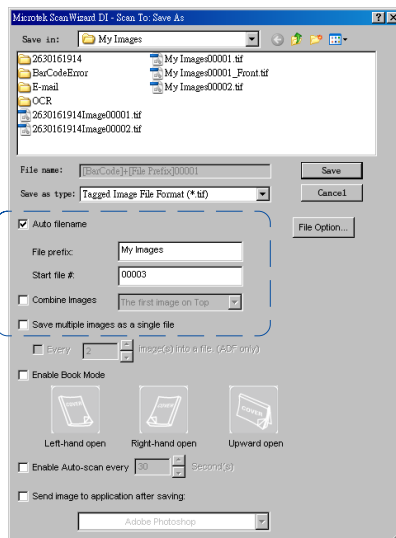 Microtek ScanWizard DI - Scan To: Save As
Save in: My Images
2630161914 My Images00001.tif
BarCodeError My Images00001_Front.tif
E-mail My Images00002.tif
OCR
2630161914Image00001.tif
2630161914Image00002.tif
File name: [BarCode]+[File Prefix]00001 Save
Save as type: Tagged Image File Format (*.tif) Cancel
Auto filename File Option...
File prefix: My Images
Start file #: 00003
Combine Images The first image on Top
Save multiple images as a single file
Every 2 image(s) into a file. (ADF only)
Enable Book Mode
COVER COVER COVER
Left-hand open Right-hand open Upward open
Enable Auto-scan every 30 Second(s)
Send image to application after saving:
Adobe Photoshop